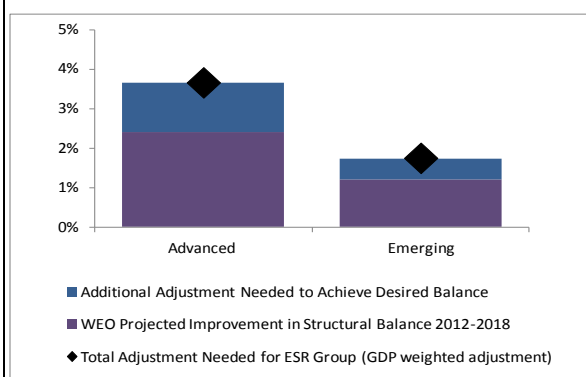 5%
4%
3%
2%
1%
0%
Advanced
Emerging
Additional Adjustment Needed to Achieve Desired Balance
WEO Projected Improvement in Structural Balance 2012-2018
Total Adjustment Needed for ESR Group (GDP weighted adjustment)